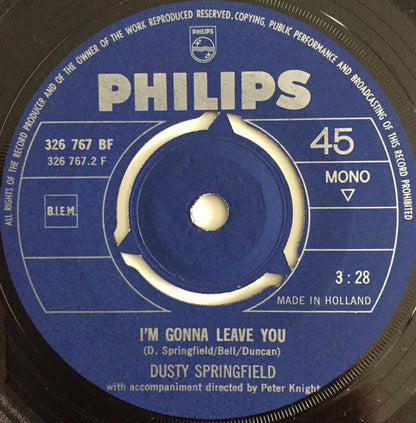 ALL RIGHTS OF THE RECORD PRODUCER AND OF THE OWNER OF THE WORK REPRODUCED RESERVED. COPYING, PUBLIC PERFORMANCE AND BROADCASTING OF THIS RECORD PROHIBITED
PHILIPS
PHILIPS
326 767 BF
326 767.2 F
45
MONO
B.I.E.M.
3:28
MADE IN HOLLAND
I'M GONNA LEAVE YOU
(D. Springfield/Bell/Duncan)
DUSTY SPRINGFIELD
with accompaniment directed by Peter Knight